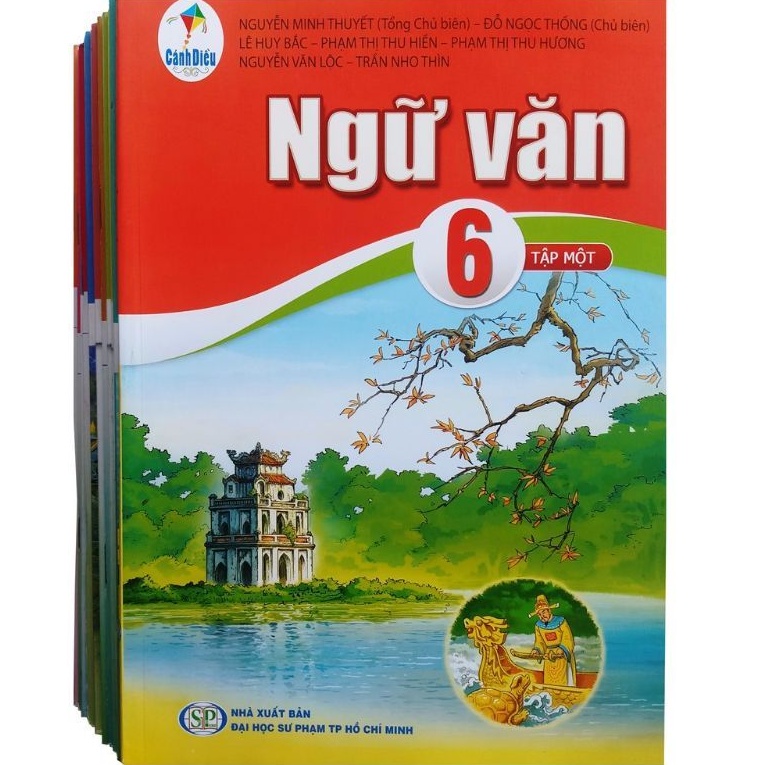 Cánh Diều
NGUYỄN MINH THUYẾT (Tổng Chủ biên) – ĐỖ NGỌC THỐNG (Chủ biên)
LÊ HUY BẮC – PHẠM THỊ THU HIỀN – PHẠM THỊ THU HƯƠNG
NGUYỄN VĂN LỘC – TRẦN NHO THÌN
Ngữ văn
6
TẬP MỘT
SP
NHÀ XUẤT BẢN
ĐẠI HỌC SƯ PHẠM TP HỒ CHÍ MINH